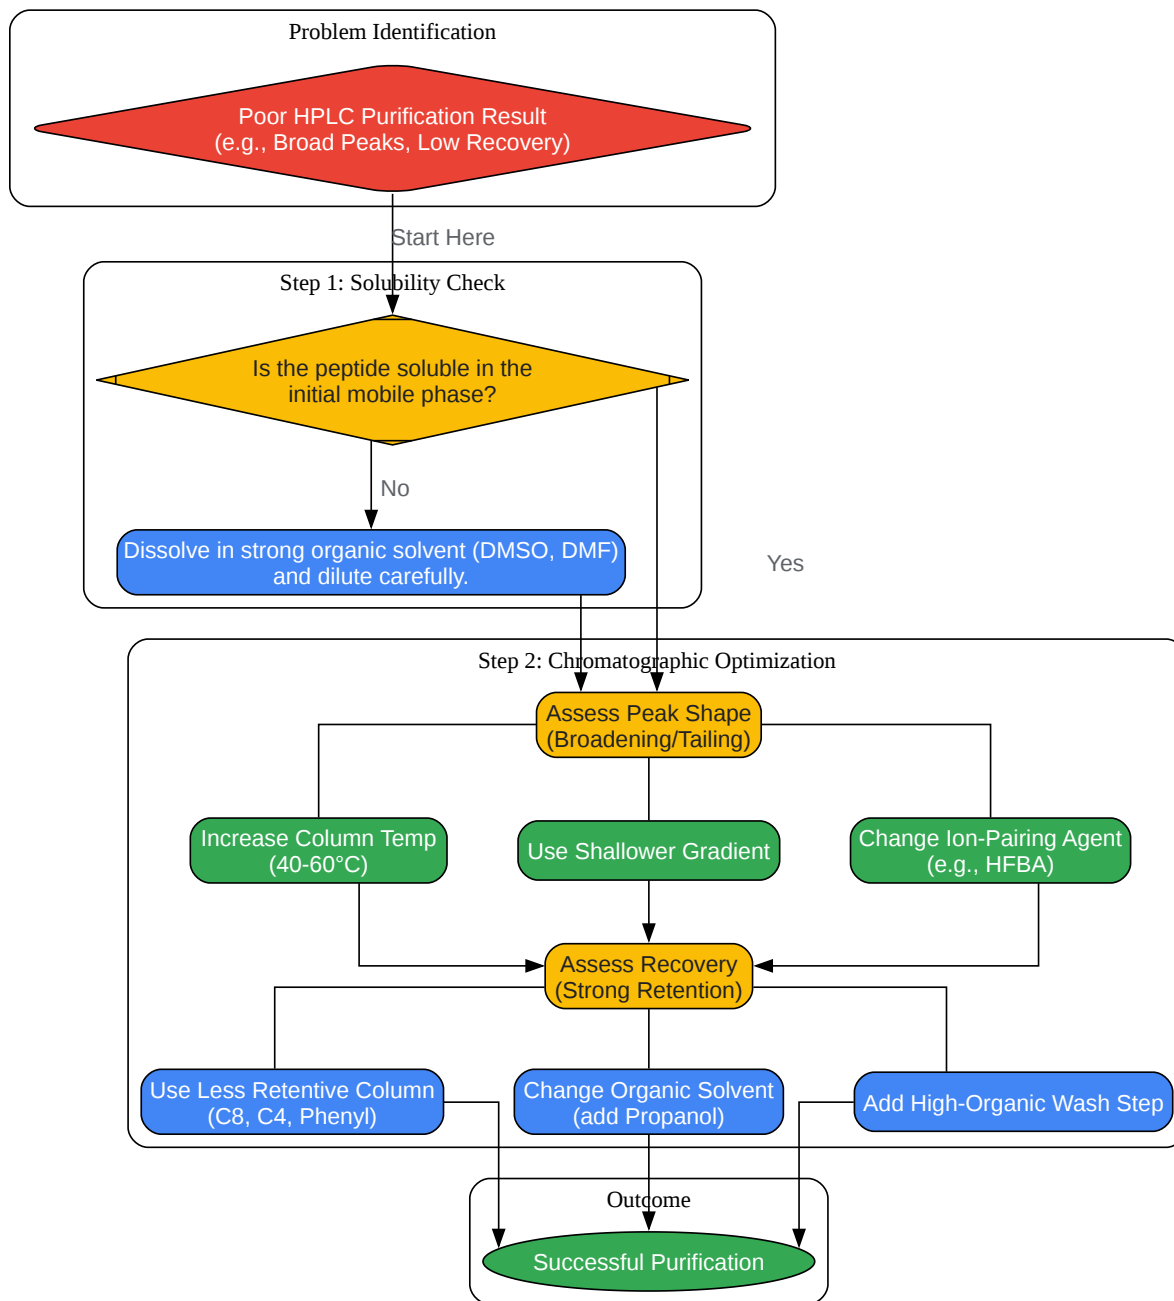 Problem Identification
Poor HPLC Purification Result
(e.g., Broad Peaks, Low Recovery)
Start Here
Step 1: Solubility Check
Is the peptide soluble in the
initial mobile phase?
No
Dissolve in strong organic solvent (DMSO, DMF)
and dilute carefully.
Yes
Step 2: Chromatographic Optimization
Assess Peak Shape
(Broadening/Tailing)
Increase Column Temp
(40-60°C)
Use Shallower Gradient
Change Ion-Pairing Agent
(e.g., HFBA)
Assess Recovery
(Strong Retention)
Use Less Retentive Column
(C8, C4, Phenyl)
Change Organic Solvent
(add Propanol)
Add High-Organic Wash Step
Outcome
Successful Purification